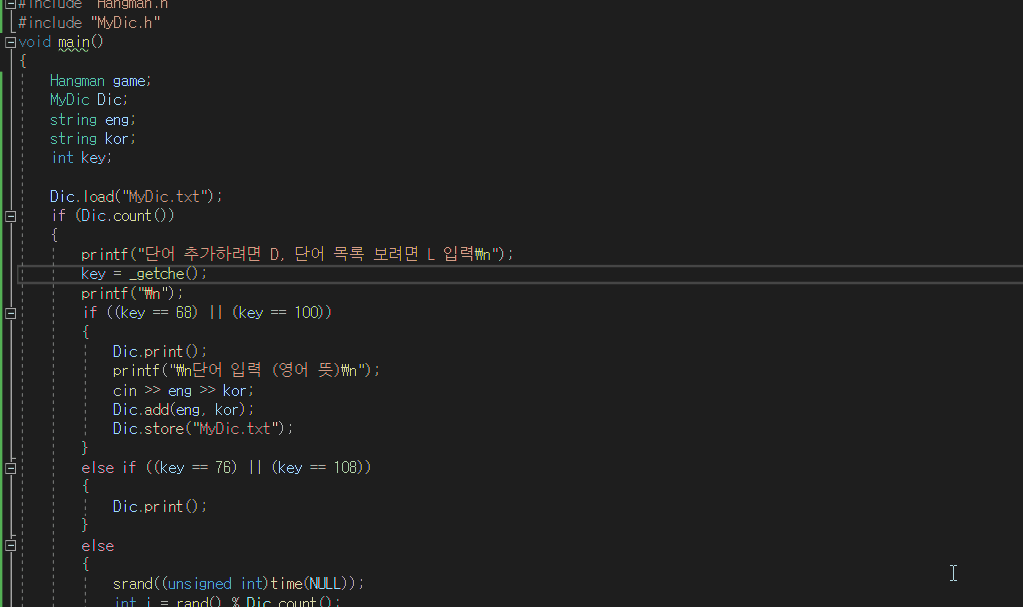 #include "Hangman.h"
#include "MyDic.h"
void main()
{
Hangman game;
MyDic Dic;
string eng;
string kor;
int key;
Dic.load("MyDic.txt");
if (Dic.count())
{
printf("단어 추가하려면 D, 단어 목록 보려면 L 입력₩n");
key = _getche();
printf("₩n");
if ((key == 68) || (key == 100))
{
Dic.print();
printf("₩n단어 입력 (영어 뜻)₩n");
cin >> eng >> kor;
Dic.add(eng, kor);
Dic.store("MyDic.txt");
}
else if ((key == 76) || (key == 108))
{
Dic.print();
}
else
{
srand((unsigned int)time(NULL));
int i = rand() % Dic.count();